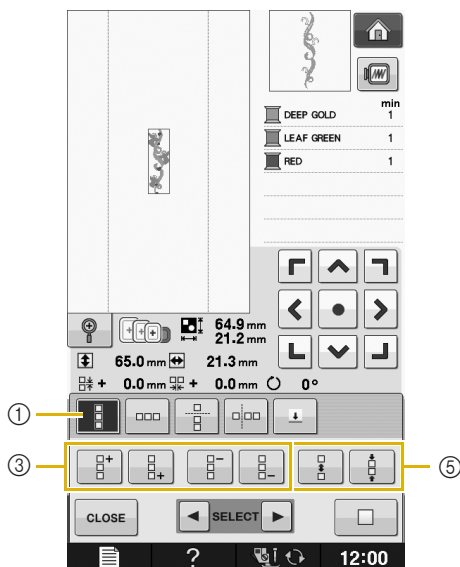 min
DEEP GOLD 1
LEAF GREEN 1
RED 1
64.9 mm
21.2 mm
65.0 mm 21.3 mm
+ 0.0 mm + 0.0 mm 0°
①
③
⑤
CLOSE SELECT
? 12:00